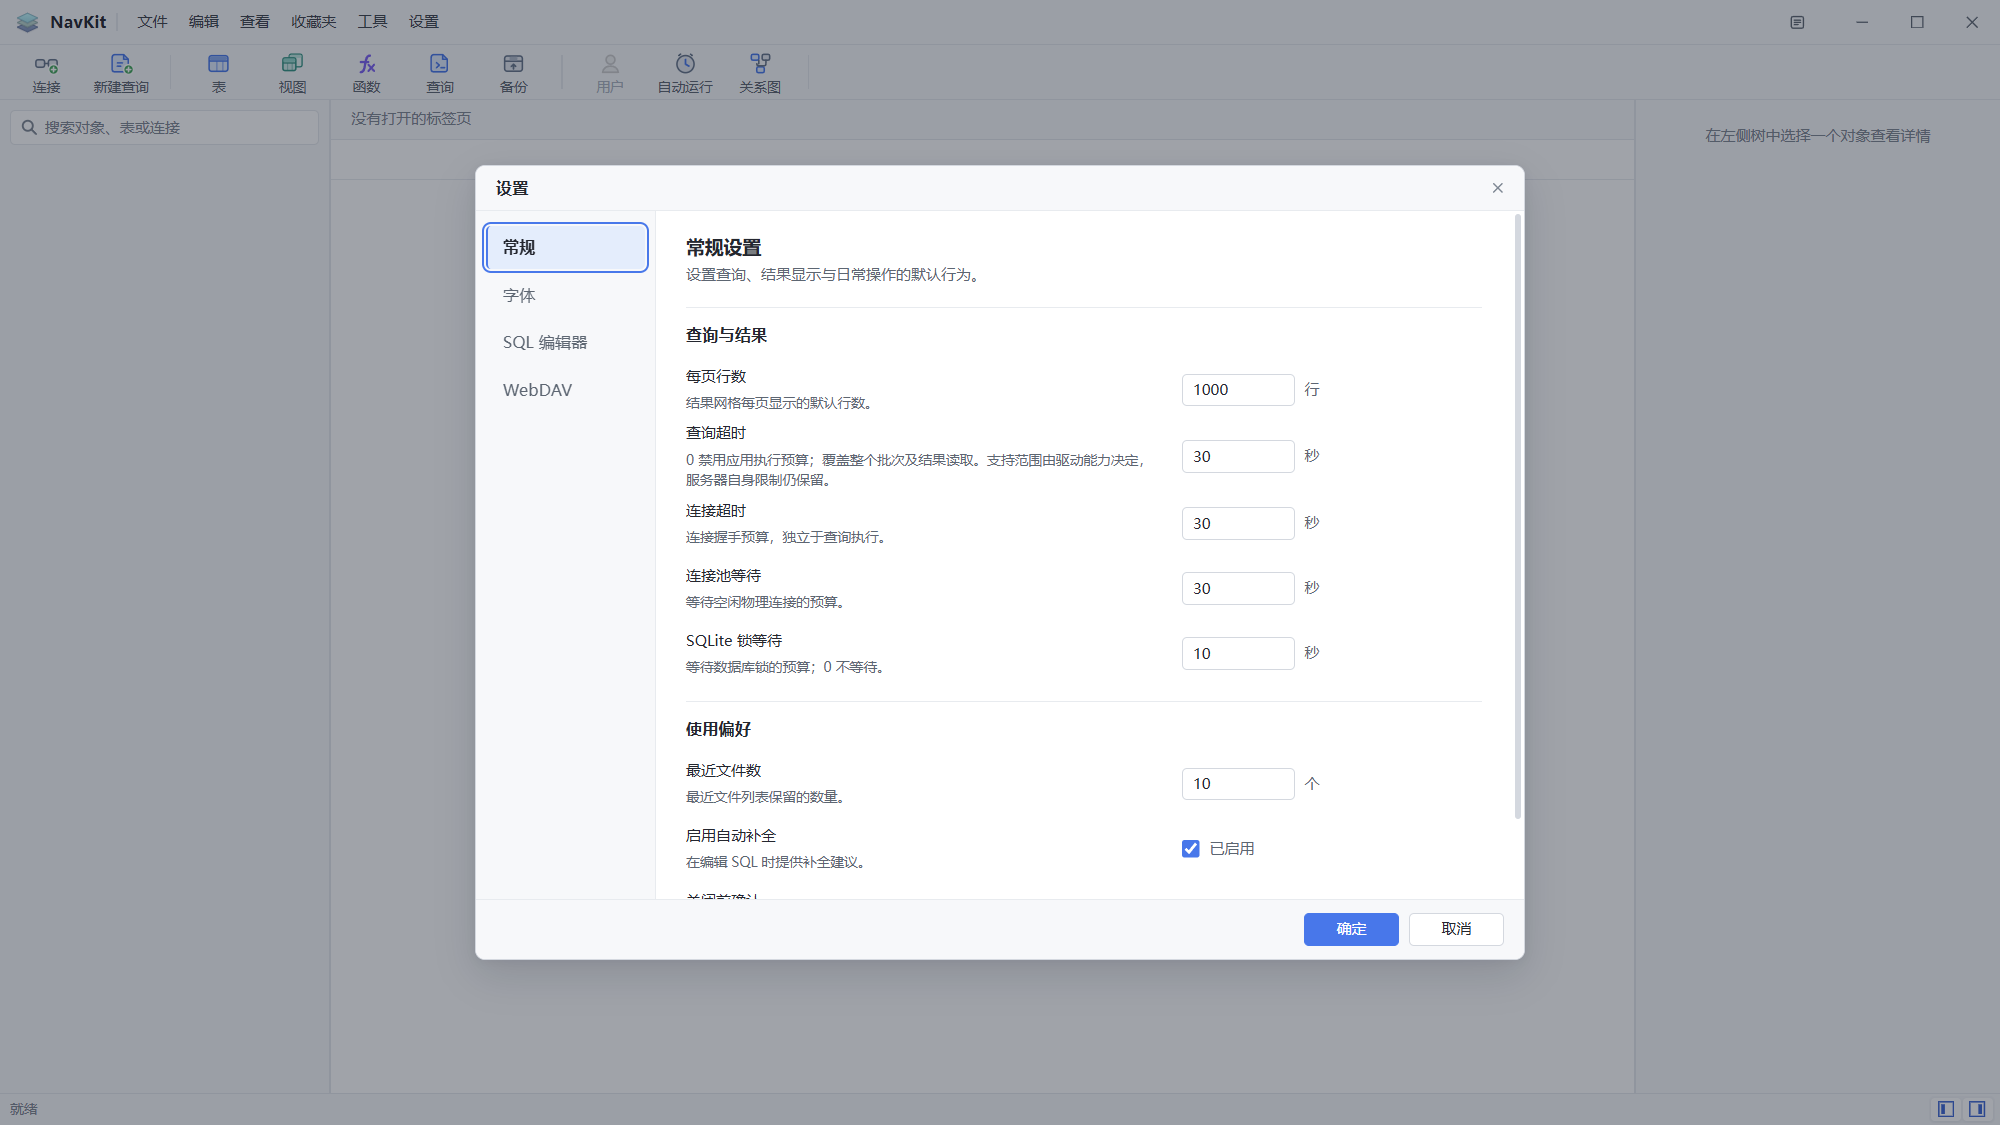 NavKit 文件 编辑 查看 收藏夹 工具 设置
连接 新建查询 表 视图 函数 查询 备份 用户 自动运行 关系图
搜索对象、表或连接
没有打开的标签页
在左侧树中选择一个对象查看详情
设置
常规
字体
SQL 编辑器
WebDAV
常规设置
设置查询、结果显示与日常操作的默认行为。
查询与结果
每页行数
结果网格每页显示的默认行数。
1000 行
查询超时
0 禁用应用执行预算；覆盖整个批次及结果读取。支持范围由驱动能力决定，
服务器自身限制仍保留。
30 秒
连接超时
连接握手预算，独立于查询执行。
30 秒
连接池等待
等待空闲物理连接的预算。
30 秒
SQLite 锁等待
等待数据库锁的预算；0 不等待。
10 秒
使用偏好
最近文件数
最近文件列表保留的数量。
10 个
启用自动补全
在编辑 SQL 时提供补全建议。
已启用
确定 取消
就绪